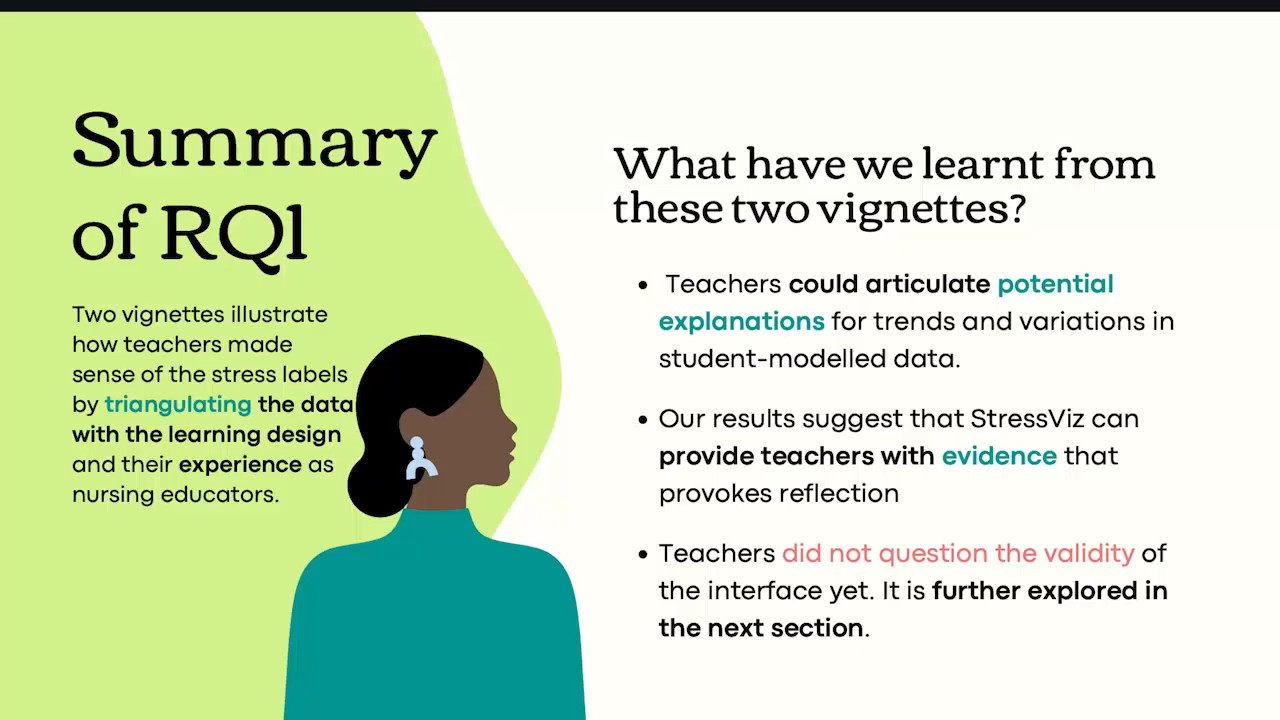 Summary
of RQ1
Two vignettes illustrate
how teachers made
sense of the stress labels
by triangulating the data
with the learning design
and their experience as
nursing educators.
What have we learnt from
these two vignettes?
• Teachers could articulate potential
explanations for trends and variations in
student-modelled data.
• Our results suggest that StressViz can
provide teachers with evidence that
provokes reflection
• Teachers did not question the validity of
the interface yet. It is further explored in
the next section.